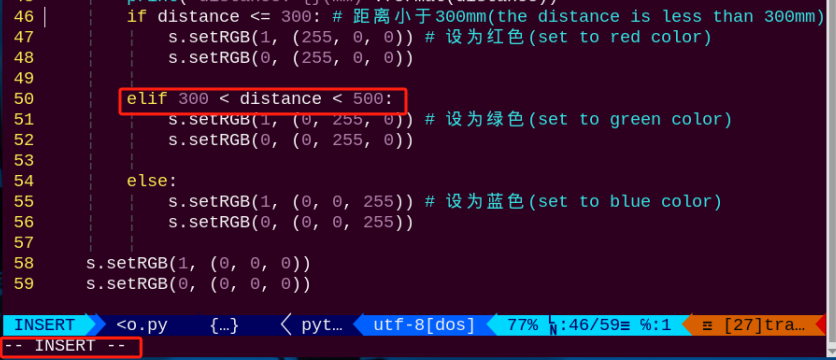 46 if distance <= 300: # 距离小于300mm(the distance is less than 300mm)
47 s.setRGB(1, (255, 0, 0)) # 设为红色(set to red color)
48 s.setRGB(0, (255, 0, 0))
49
50 elif 300 < distance < 500:
51 s.setRGB(1, (0, 255, 0)) # 设为绿色(set to green color)
52 s.setRGB(0, (0, 255, 0))
53
54 else:
55 s.setRGB(1, (0, 0, 255)) # 设为蓝色(set to blue color)
56 s.setRGB(0, (0, 0, 255))
57
58 s.setRGB(1, (0, 0, 0))
59 s.setRGB(0, (0, 0, 0))
INSERT <o.py {…} pyt… utf-8[dos] 77% :46/59≡ ℅:1 [27]tra…
-- INSERT --